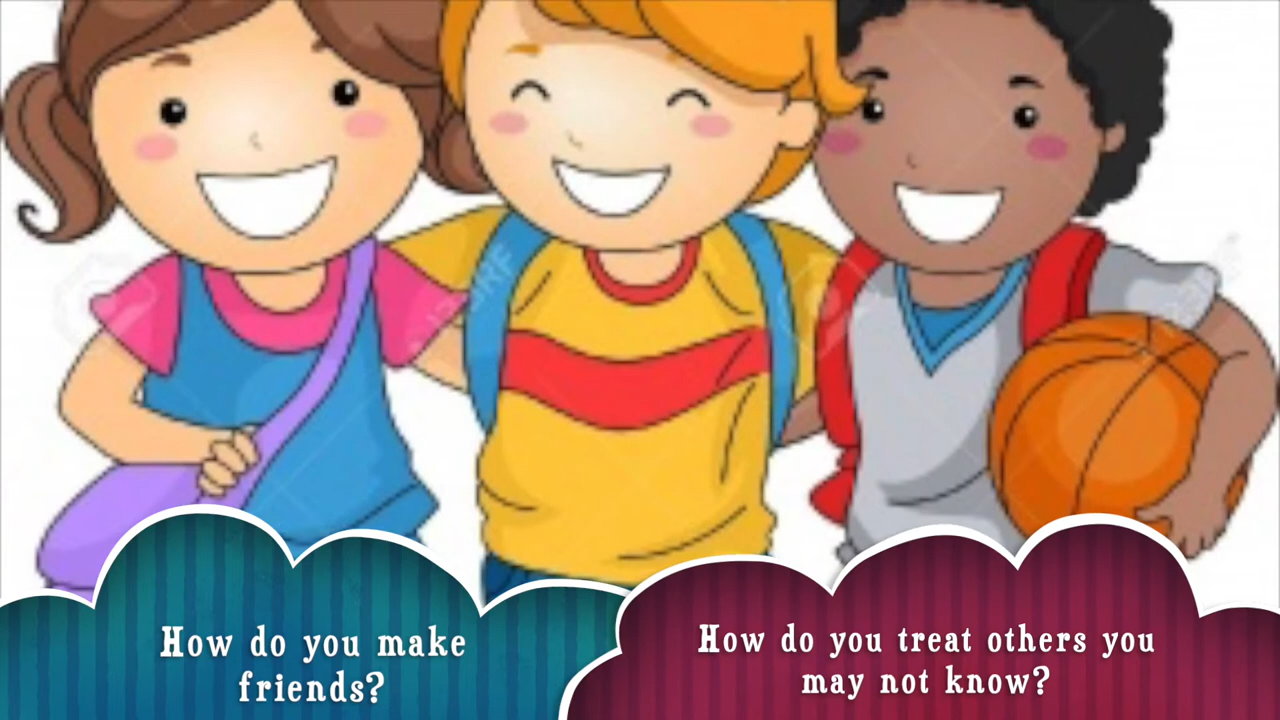 How do you make
friends?
How do you treat others you
may not know?